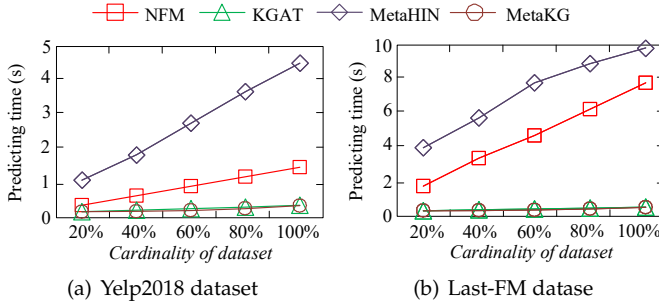 NFM KGAT MetaHIN MetaKG
Predicting time (s)
5
4
3
2
1
0
20% 40% 60% 80% 100%
Cardinality of dataset
(a) Yelp2018 dataset
Predicting time (s)
10
8
6
4
2
0
20% 40% 60% 80% 100%
Cardinality of dataset
(b) Last-FM datase